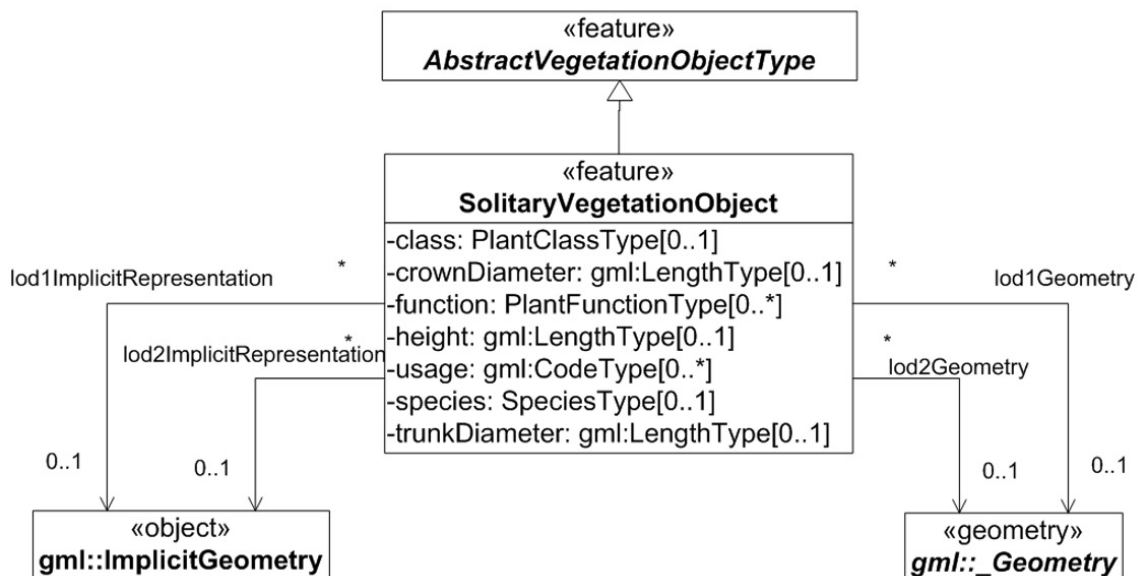 «feature»
AbstractVegetationObjectType
«feature»
SolitaryVegetationObject
-class: PlantClassType[0..1]
-crownDiameter: gml:LengthType[0..1]
-function: PlantFunctionType[0..*]
-height: gml:LengthType[0..1]
-usage: gml:CodeType[0..*]
-species: SpeciesType[0..1]
-trunkDiameter: gml:LengthType[0..1]
lod1ImplicitRepresentation
*
lod2ImplicitRepresentation
*
0..1
0..1
*
lod1Geometry
*
lod2Geometry
0..1
0..1
«object»
gml::ImplicitGeometry
«geometry»
gml::_Geometry